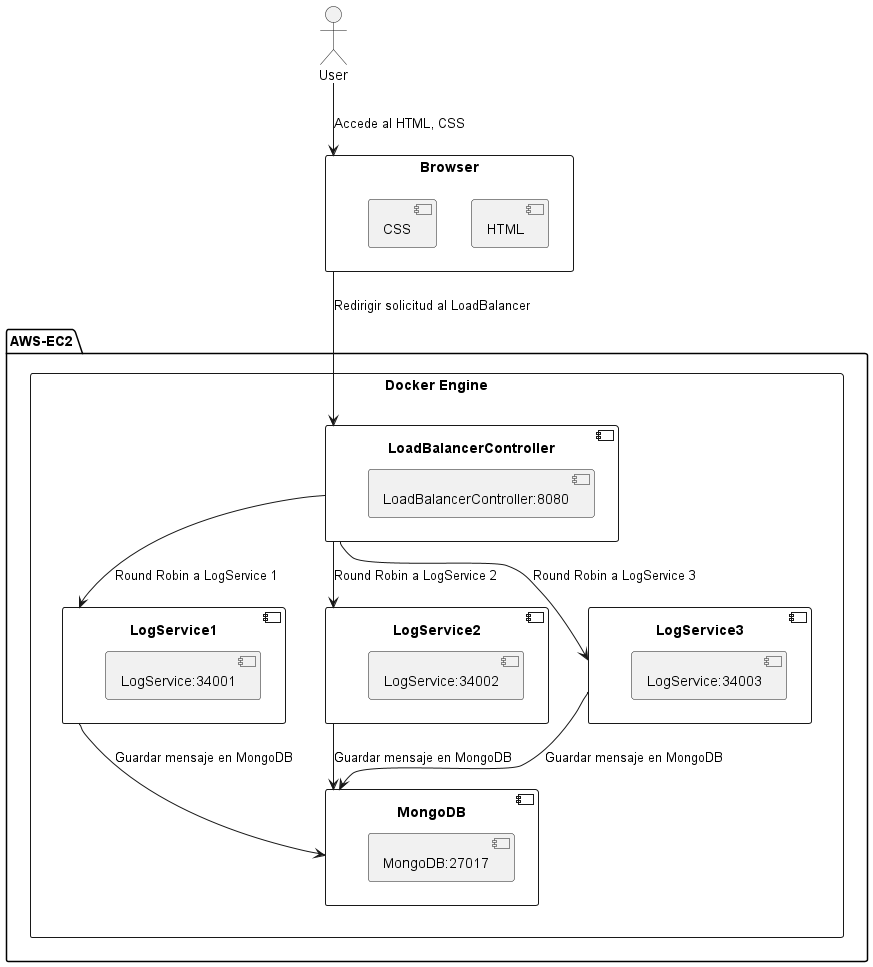 User
Accede al HTML, CSS
Browser
CSS
HTML
Redirigir solicitud al LoadBalancer
AWS-EC2
Docker Engine
LoadBalancerController
LoadBalancerController:8080
Round Robin a LogService 1
Round Robin a LogService 2
Round Robin a LogService 3
LogService1
LogService2
LogService3
LogService:34001
LogService:34002
LogService:34003
Guardar mensaje en MongoDB
Guardar mensaje en MongoDB
Guardar mensaje en MongoDB
MongoDB
MongoDB:27017